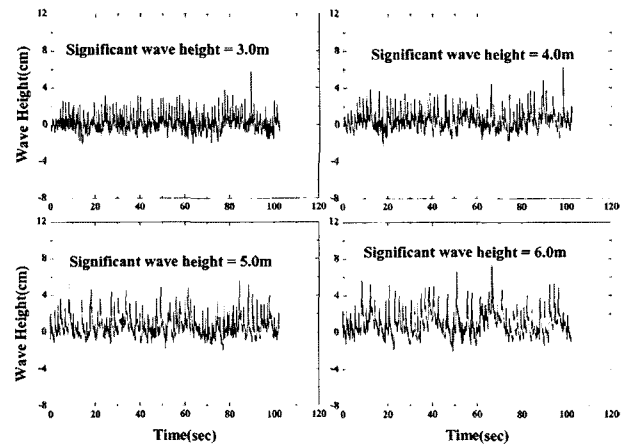 12
8
4
0
-4
-8
Wave Height(cm)
Significant wave height = 3.0m
0 20 40 60 80 100 120
12
8
4
0
-4
-8
Significant wave height = 4.0m
0 20 40 60 80 100 120
12
8
4
0
-4
-8
Wave Height(cm)
Significant wave height = 5.0m
0 20 40 60 80 100 120
Time(sec)
12
8
4
0
-4
-8
Significant wave height = 6.0m
0 20 40 60 80 100 120
Time(sec)